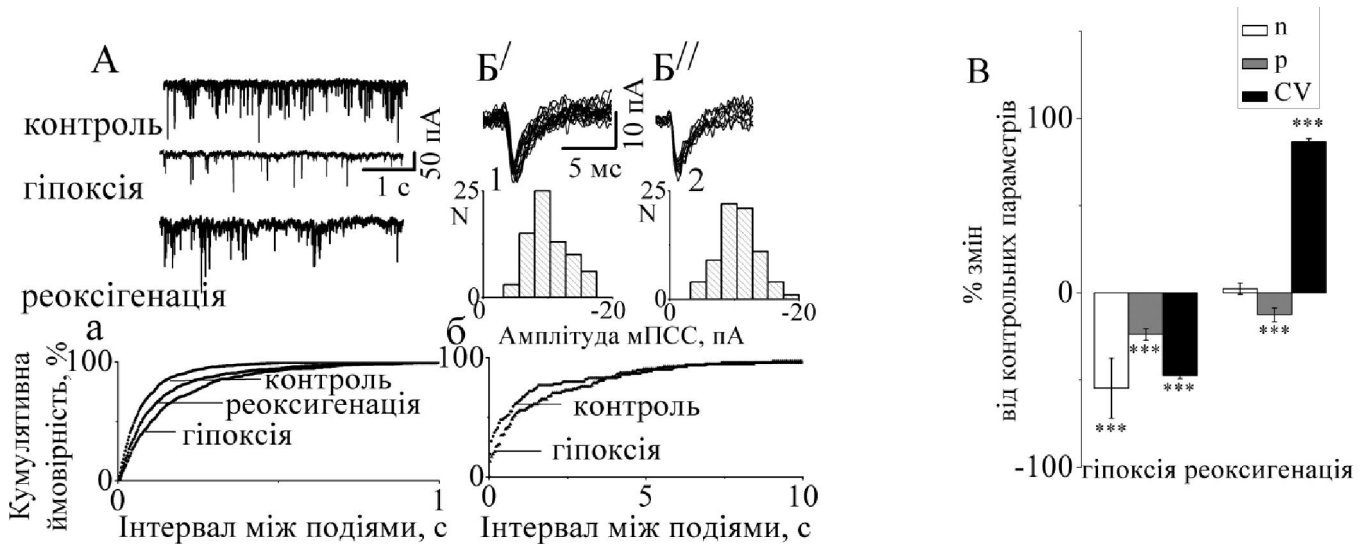 А
контроль
гіпоксія
реоксігенація
50 пА
1 с
Б/
Б//
10 пА
5 мс
1
2
25
N
0
-20
25
N
0
-20
Амплітуда мПСС, пА
а
Кумулятивна
ймовірність, %
100
0
контроль
реоксигенація
гіпоксія
0
1
Інтервал між подіями, с
б
100
0
контроль
гіпоксія
0
5
10
Інтервал між подіями, с
В
n
p
CV
% змін
від контрольних параметрів
100
0
-100
***
***
***
***
***
гіпоксія реоксигенація